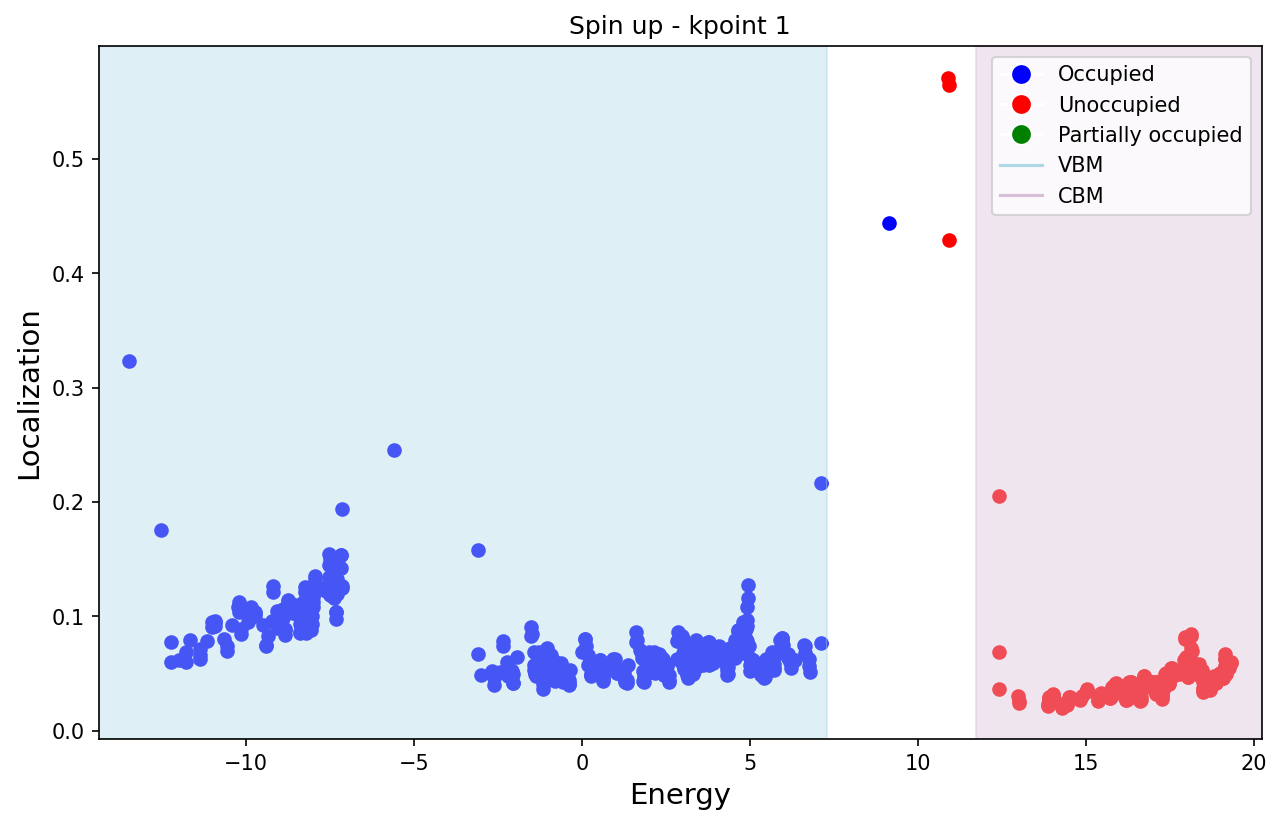 Spin up - kpoint 1
Localization
0.5
0.4
0.3
0.2
0.1
0.0
Occupied
Unoccupied
Partially occupied
VBM
CBM
−10 −5 0 5 10 15 20
Energy